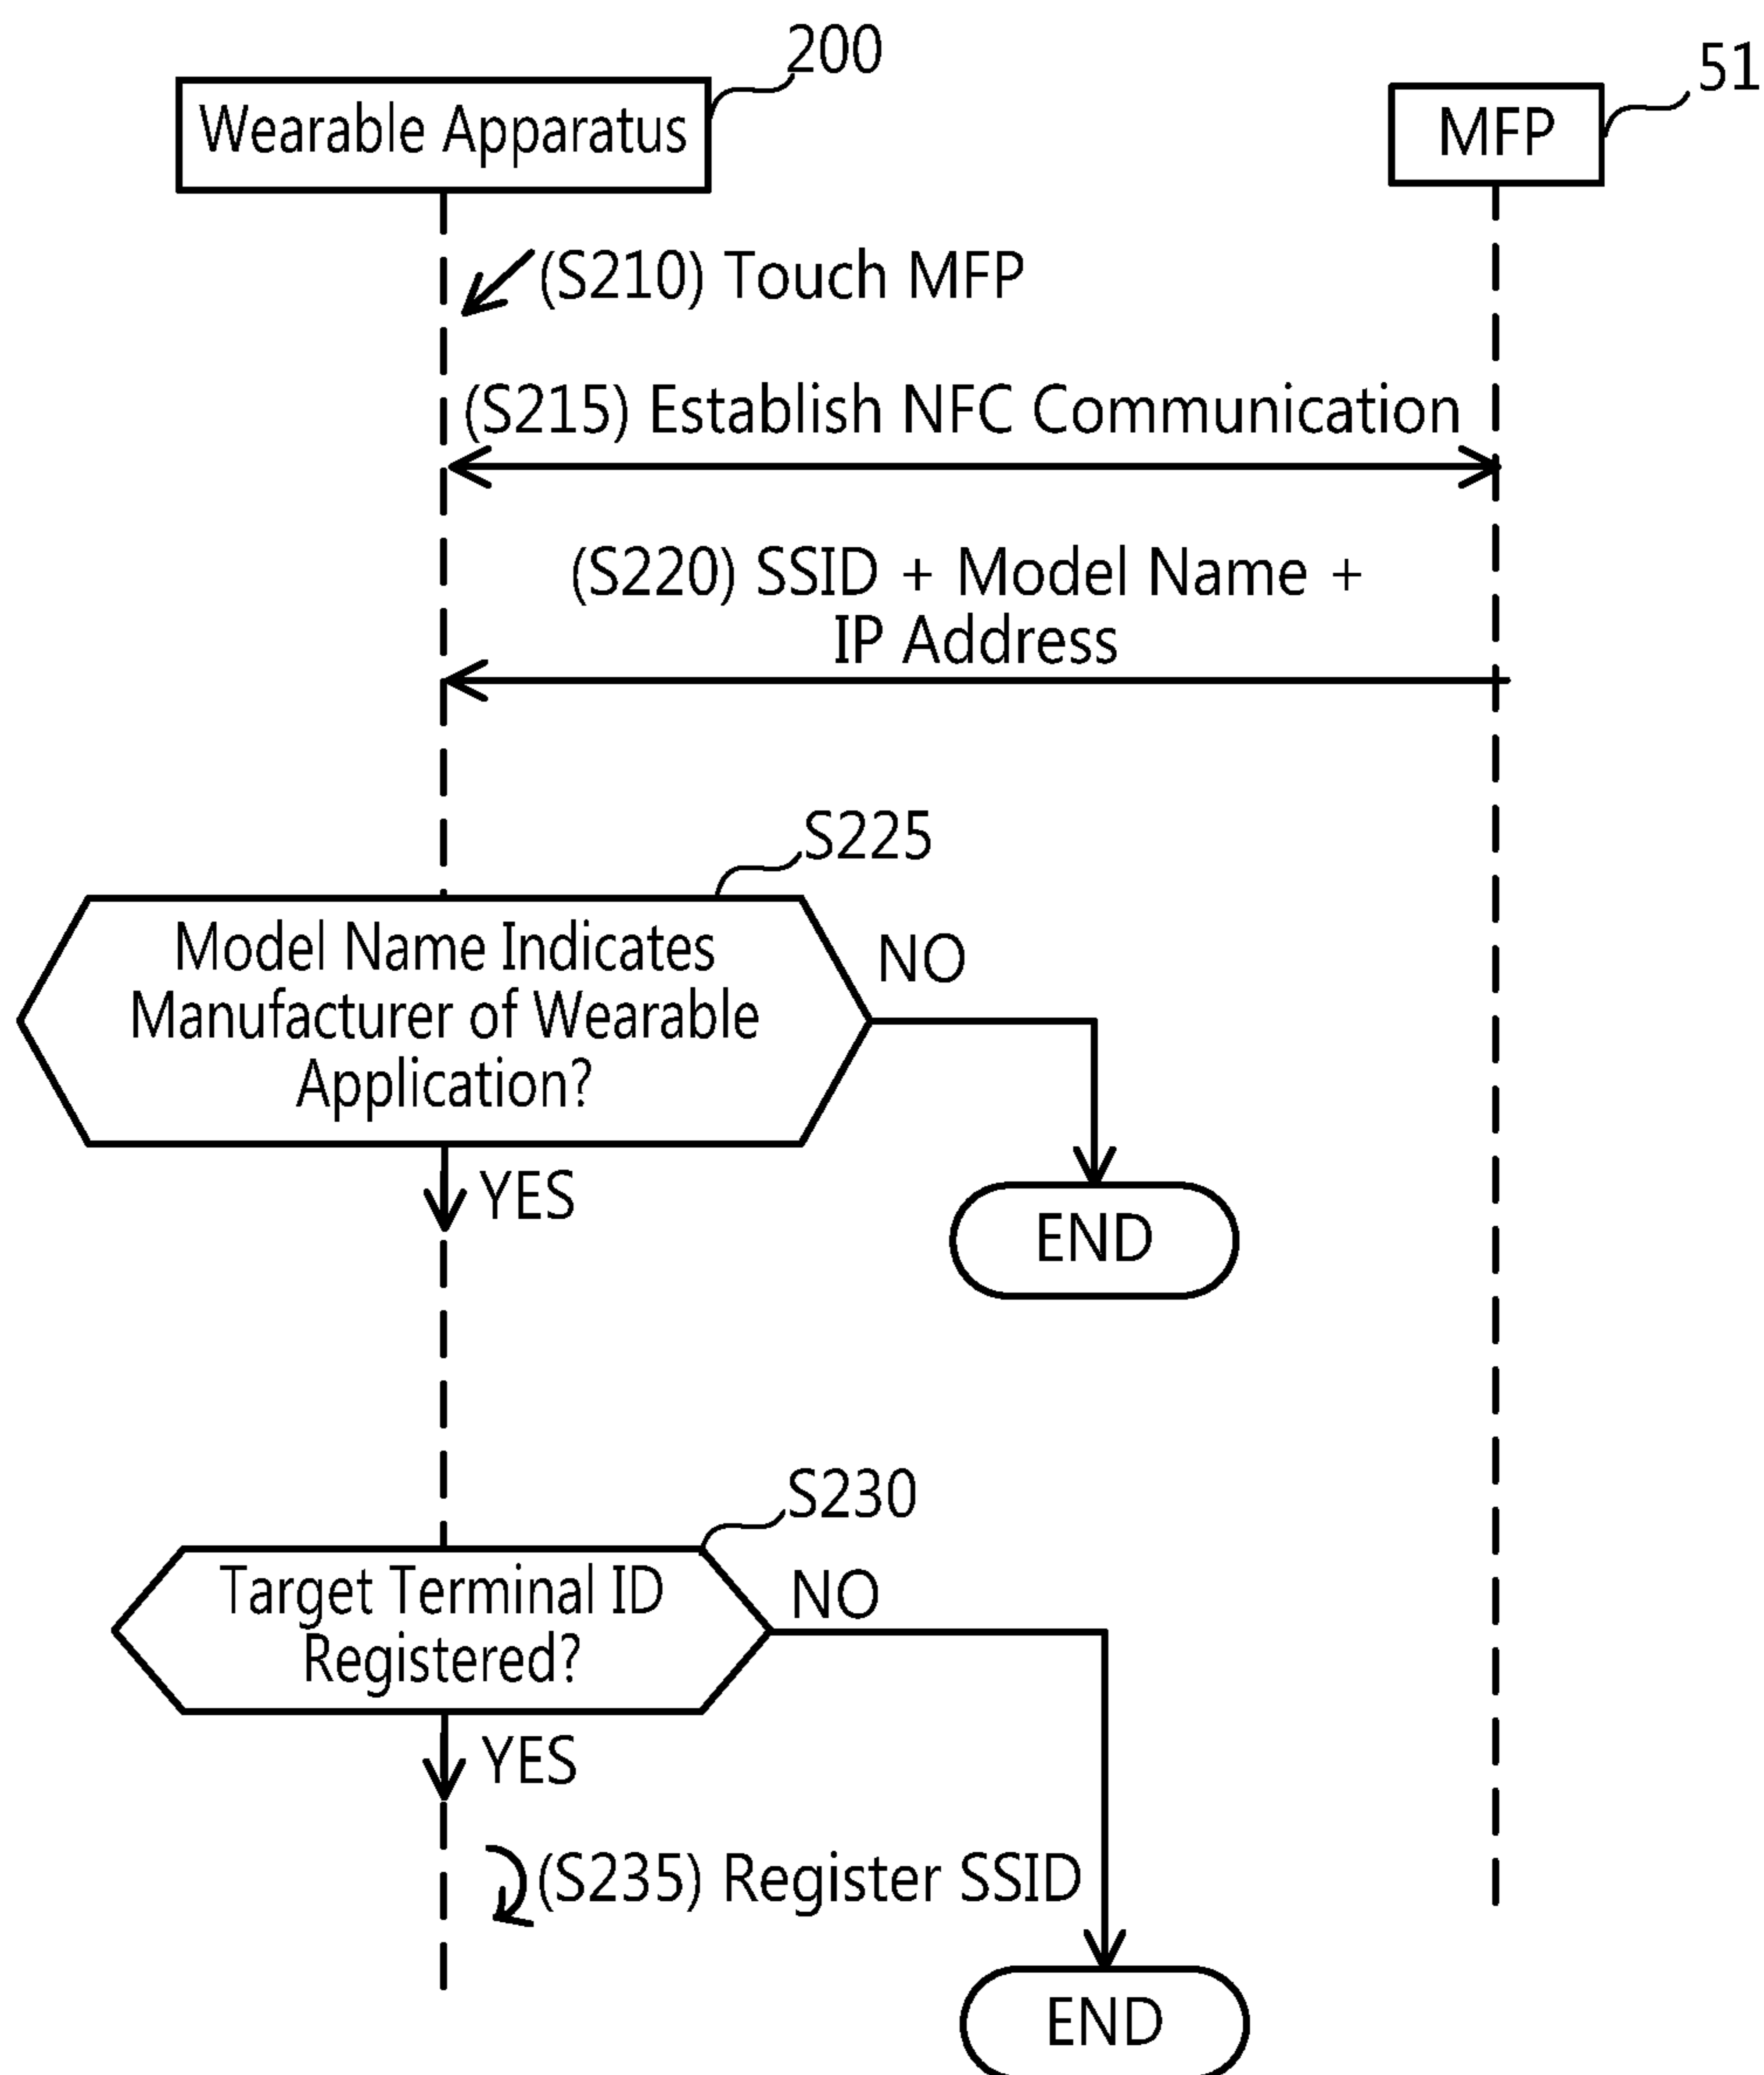 200
51
Wearable Apparatus
MFP
(S210) Touch MFP
(S215) Establish NFC Communication
(S220) SSID + Model Name +
IP Address
S225
Model Name Indicates
Manufacturer of Wearable
Application?
NO
YES
END
S230
Target Terminal ID
Registered?
NO
YES
(S235) Register SSID
END